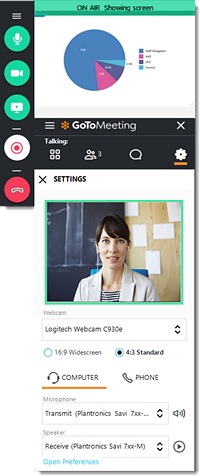 ON AIR Showing screen
GoToMeeting
Talking:
3
SETTINGS
Webcam
Logitech Webcam C930e
16:9 Widescreen
4:3 Standard
COMPUTER
PHONE
Microphone
Transmit (Plantronics Savi 7xx-...
Speaker
Receive (Plantronics Savi 7xx-M)
Open Preferences